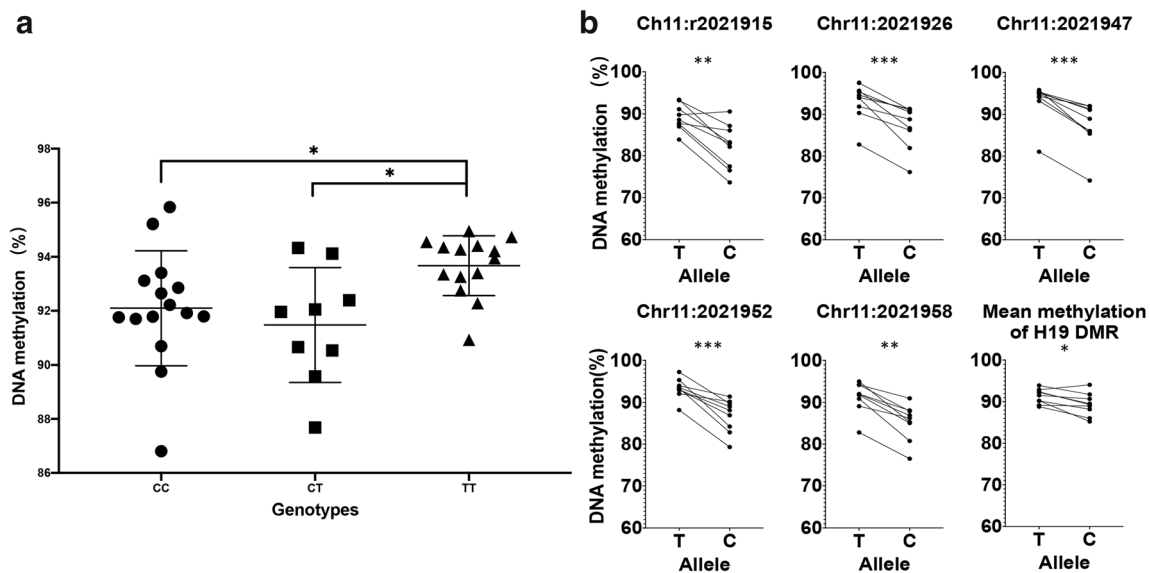 a
DNA methylation (%)
98
96
94
92
90
88
86
*
*
CC CT TT
Genotypes
b
Ch11:r2021915
**
DNA methylation (%)
100
90
80
70
60
T C
Allele
Chr11:2021926
***
100
90
80
70
60
T C
Allele
Chr11:2021947
***
100
90
80
70
60
T C
Allele
Chr11:2021952
***
DNA methylation(%)
100
90
80
70
60
T C
Allele
Chr11:2021958
**
100
90
80
70
60
T C
Allele
Mean methylation
of H19 DMR
*
100
90
80
70
60
T C
Allele